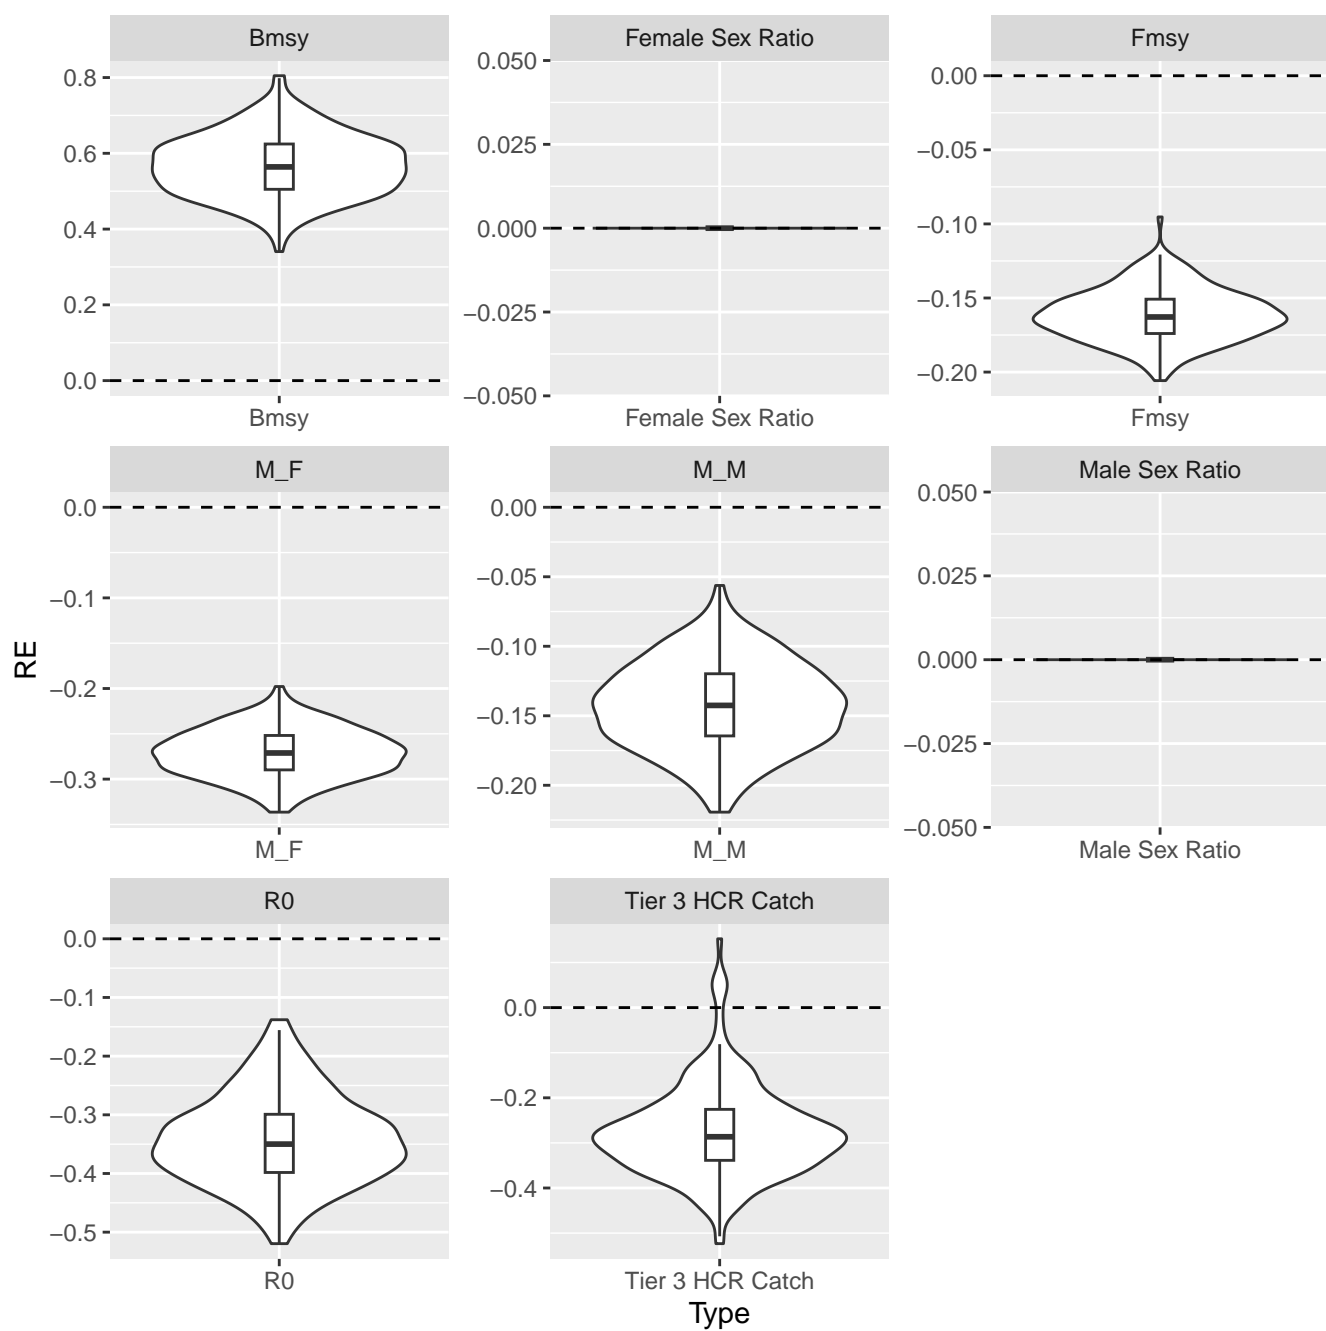 Bmsy
Female Sex Ratio
Fmsy
0.8
0.6
0.4
0.2
0.0
0.050
0.025
0.000
−0.025
−0.050
0.00
−0.05
−0.10
−0.15
−0.20
Bmsy
Female Sex Ratio
Fmsy
M_F
M_M
Male Sex Ratio
0.0
−0.1
−0.2
−0.3
0.00
−0.05
−0.10
−0.15
−0.20
0.050
0.025
0.000
−0.025
−0.050
M_F
M_M
Male Sex Ratio
RE
R0
Tier 3 HCR Catch
0.0
−0.1
−0.2
−0.3
−0.4
−0.5
0.0
−0.2
−0.4
R0
Tier 3 HCR Catch
Type